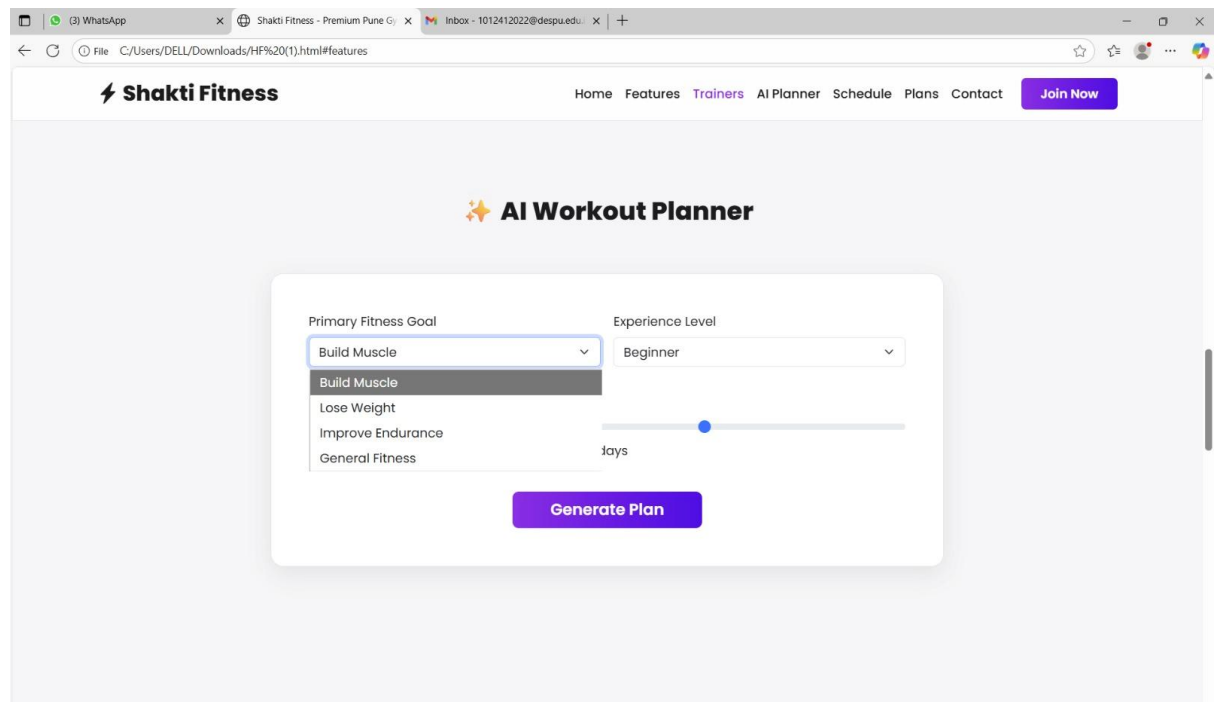 (3) WhatsApp
Shakti Fitness - Premium Pune Gy
Inbox - 1012412022@despu.edu.
File C:/Users/DELL/Downloads/HF%20(1).html#features
Shakti Fitness
Home Features Trainers AI Planner Schedule Plans Contact Join Now
AI Workout Planner
Primary Fitness Goal Experience Level
Build Muscle Beginner
Build Muscle
Lose Weight
Improve Endurance
General Fitness
days
Generate Plan